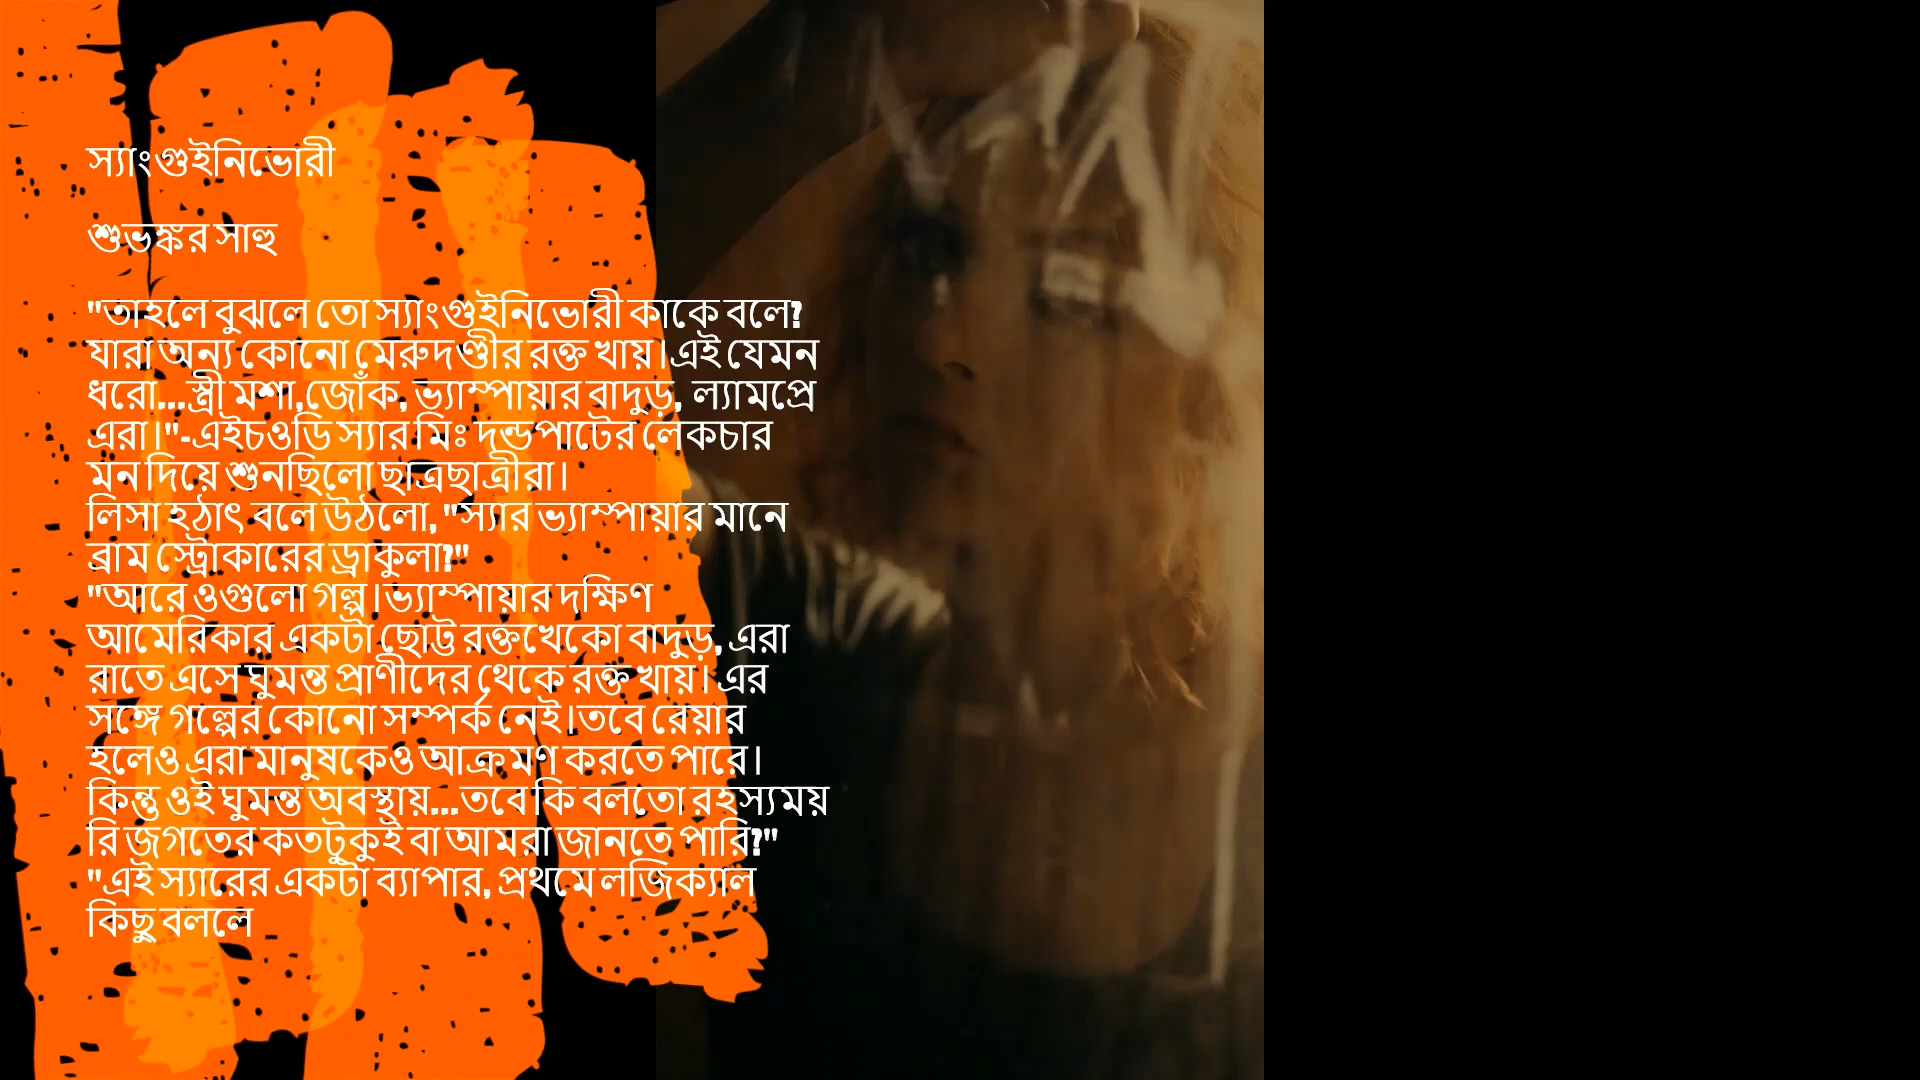 স্যাংগুইনিভোরী
শুভঙ্কর সাহু
"তাহলে বুঝলে তো স্যাংগুইনিভোরী কাকে বলে?
যারা অন্য কোনো মেরুদণ্ডীর রক্ত খায়।এই যেমন
ধরো...স্ত্রী মশা,জোঁক, ভ্যাম্পায়ার বাদুড়, ল্যামপ্রে
এরা।"-এইচওডি স্যার মিঃ দন্ডপাটের লেকচার
মন দিয়ে শুনছিলো ছাত্রছাত্রীরা।
লিসা হঠাৎ বলে উঠলো, "স্যার ভ্যাম্পায়ার মানে
ব্রাম স্ট্রোকারের ড্রাকুলা?"
"আরে ওগুলো গল্প।ভ্যাম্পায়ার দক্ষিণ
আমেরিকার একটা ছোট্ট রক্তখেকো বাদুড়, এরা
রাতে এসে ঘুমন্ত প্রাণীদের থেকে রক্ত খায়। এর
সঙ্গে গল্পের কোনো সম্পর্ক নেই।তবে রেয়ার
হলেও এরা মানুষকেও আক্রমণ করতে পারে।
কিন্তু ওই ঘুমন্ত অবস্থায়...তবে কি বলতো রহস্যময়
রি জগতের কতটুকুই বা আমরা জানতে পারি?"
"এই স্যারের একটা ব্যাপার, প্রথমে লজিক্যাল
কিছু বললে